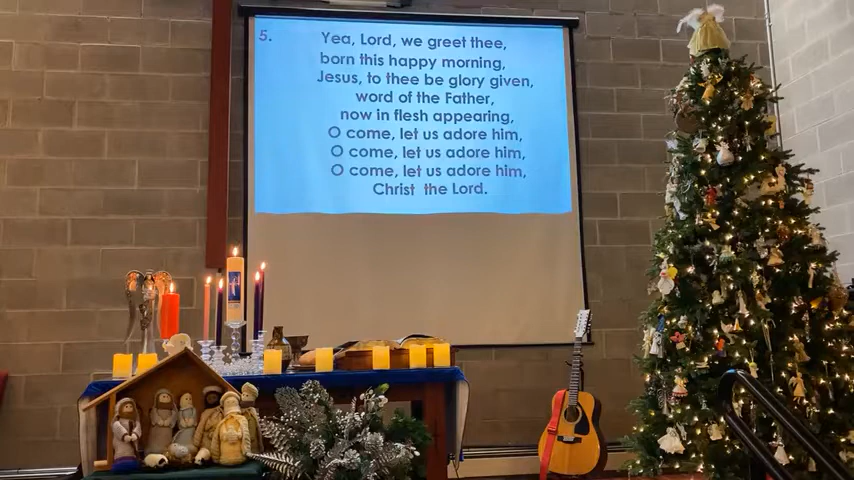 5. Yea, Lord, we greet thee,
born this happy morning,
Jesus, to thee be glory given,
word of the Father,
now in flesh appearing,
O come, let us adore him,
O come, let us adore him,
O come, let us adore him,
Christ the Lord.